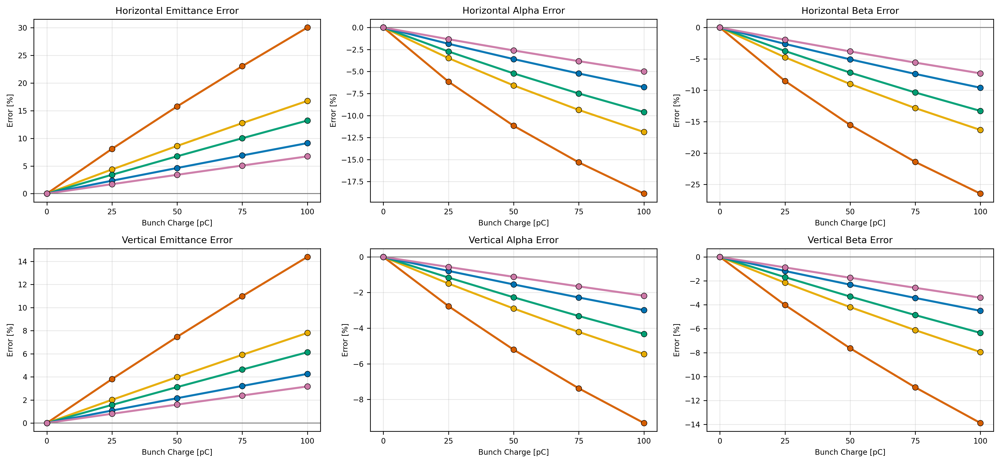 Horizontal Emittance Error
Error [%]
30
25
20
15
10
5
0
0 25 50 75 100
Bunch Charge [pC]
Horizontal Alpha Error
Error [%]
0.0
−2.5
−5.0
−7.5
−10.0
−12.5
−15.0
−17.5
0 25 50 75 100
Bunch Charge [pC]
Horizontal Beta Error
Error [%]
0
−5
−10
−15
−20
−25
0 25 50 75 100
Bunch Charge [pC]
Vertical Emittance Error
Error [%]
14
12
10
8
6
4
2
0
0 25 50 75 100
Bunch Charge [pC]
Vertical Alpha Error
Error [%]
0
−2
−4
−6
−8
0 25 50 75 100
Bunch Charge [pC]
Vertical Beta Error
Error [%]
0
−2
−4
−6
−8
−10
−12
−14
0 25 50 75 100
Bunch Charge [pC]